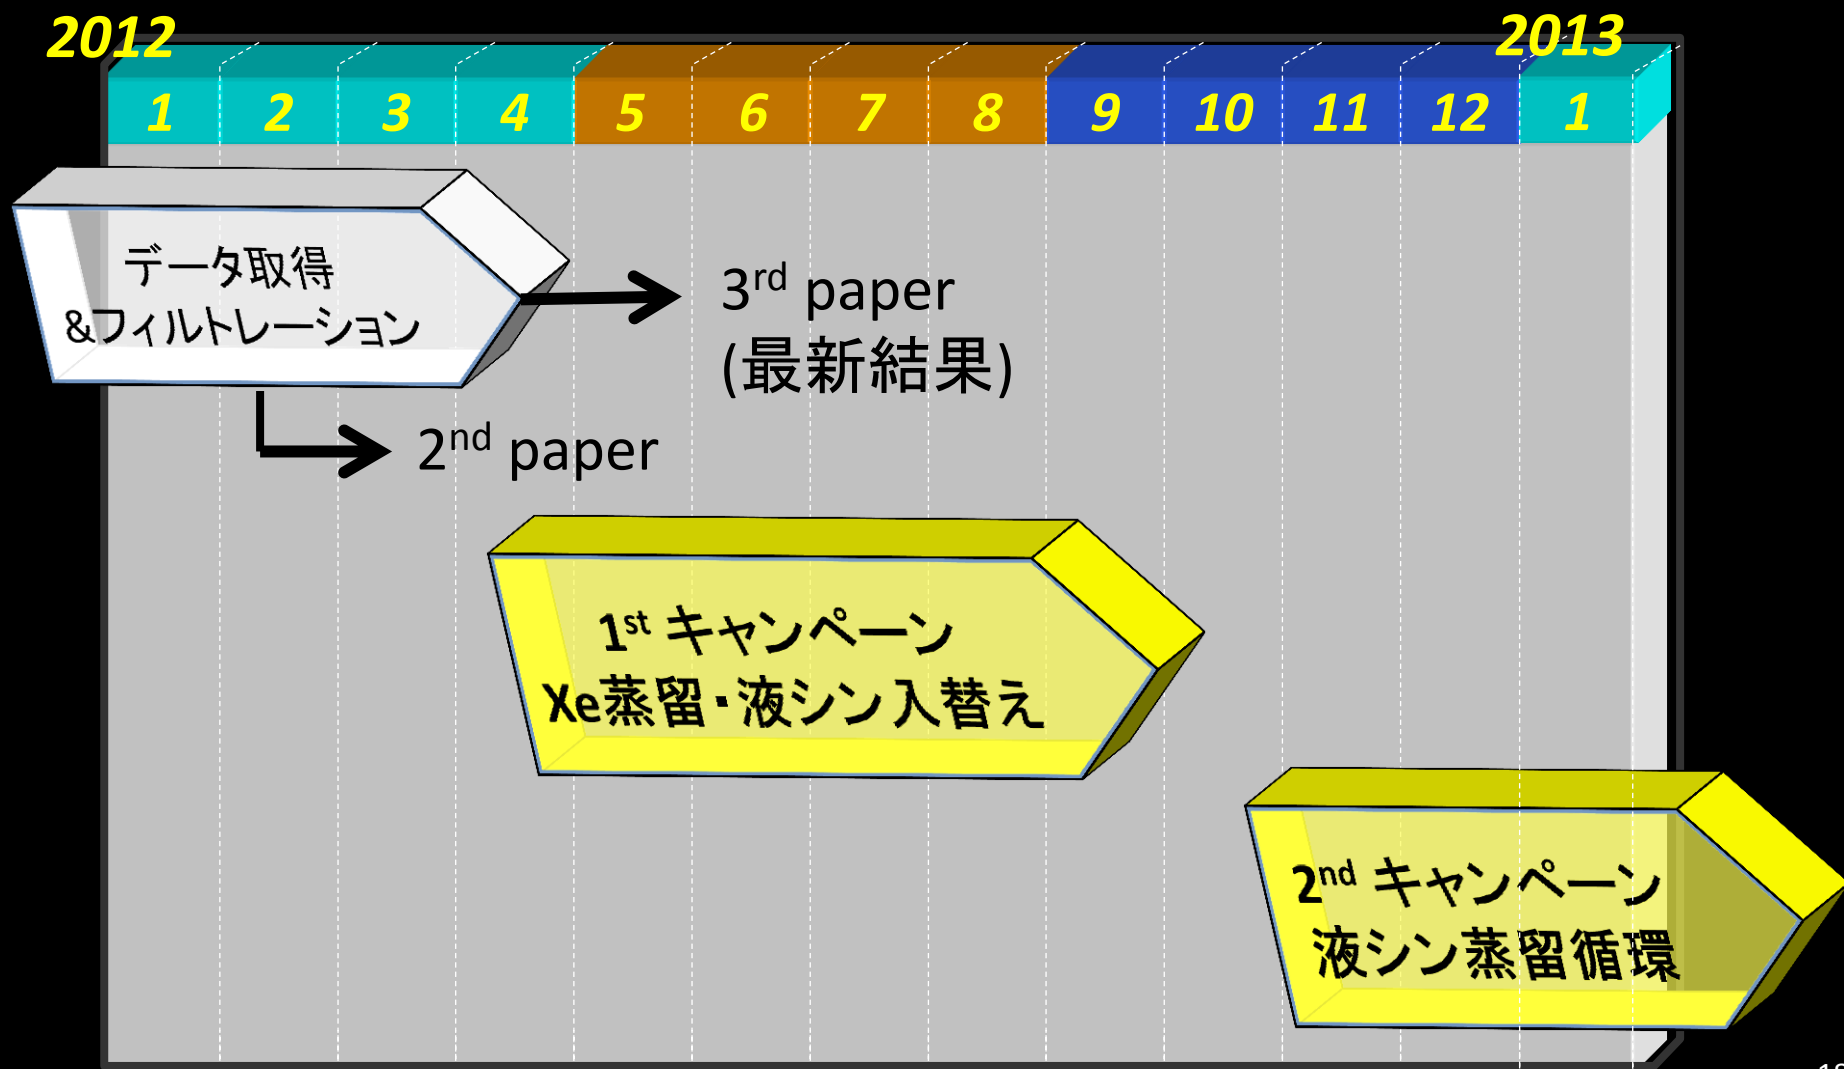 2012
2013
1 2 3 4 5 6 7 8 9 10 11 12 1
データ取得
&フィルトレーション
3rd paper
(最新結果)
2nd paper
1st キャンペーン
Xe蒸留・液シン入替え
2nd キャンペーン
液シン蒸留循環